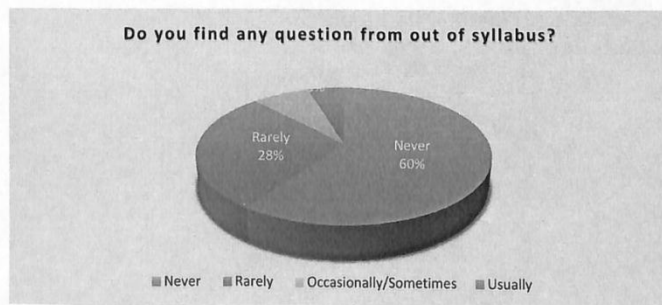 Do you find any question from out of syllabus?
Rarely
28%
Never
60%
Never Rarely Occasionally/Sometimes Usually